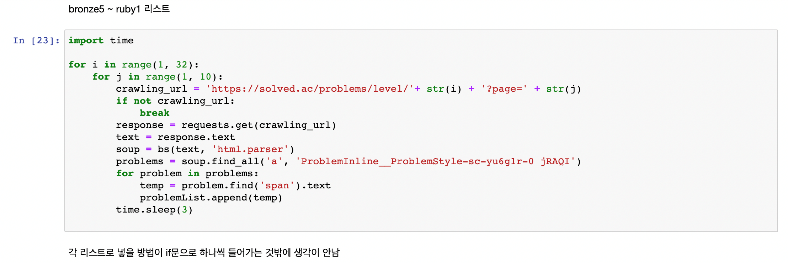 bronze5 ~ ruby1 리스트
In [23]: import time
for i in range(1, 32):
    for j in range(1, 10):
        crawling_url = 'https://solved.ac/problems/level/'+ str(i) + '?page=' + str(j)
        if not crawling_url:
            break
        response = requests.get(crawling_url)
        text = response.text
        soup = bs(text, 'html.parser')
        problems = soup.find_all('a', 'ProblemInline__ProblemStyle-sc-yu6g1r-0 jRAQI')
        for problem in problems:
            temp = problem.find('span').text
            problemList.append(temp)
        time.sleep(3)
각 리스트로 넣을 방법이 if문으로 하나씩 들어가는 것밖에 생각이 안남